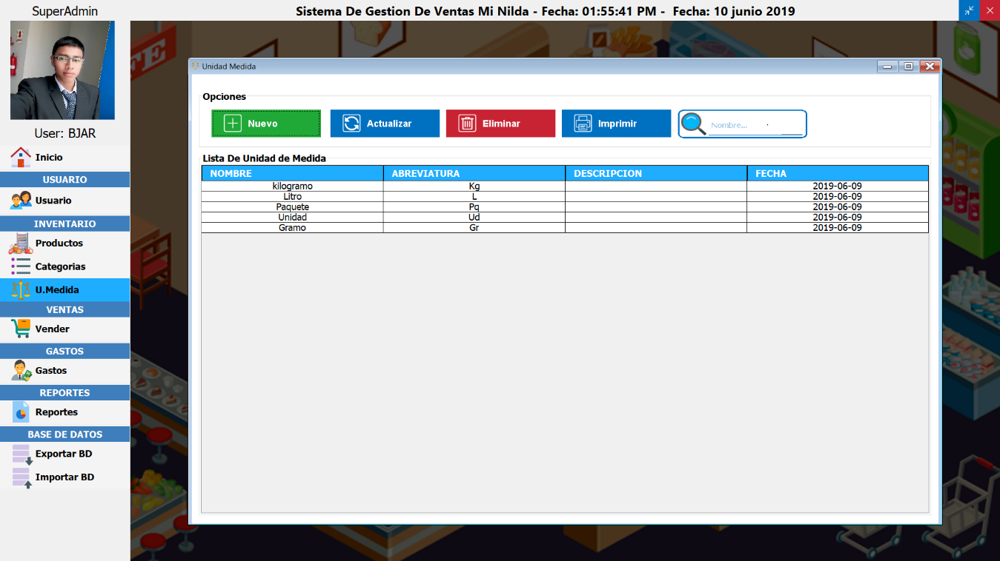 SuperAdmin
Sistema De Gestion De Ventas Mi Nilda - Fecha: 01:55:41 PM - Fecha: 10 junio 2019
User: BJAR
Inicio
USUARIO
Usuario
INVENTARIO
Productos
Categorias
U.Medida
VENTAS
Vender
GASTOS
Gastos
REPORTES
Reportes
BASE DE DATOS
Exportar BD
Importar BD
Unidad Medida
Opciones
Nuevo Actualizar Eliminar Imprimir Nombre...
Lista De Unidad de Medida
NOMBRE ABREVIATURA DESCRIPCION FECHA
kilogramo Kg 2019-06-09
Litro L 2019-06-09
Paquete Pq 2019-06-09
Unidad Ud 2019-06-09
Gramo Gr 2019-06-09